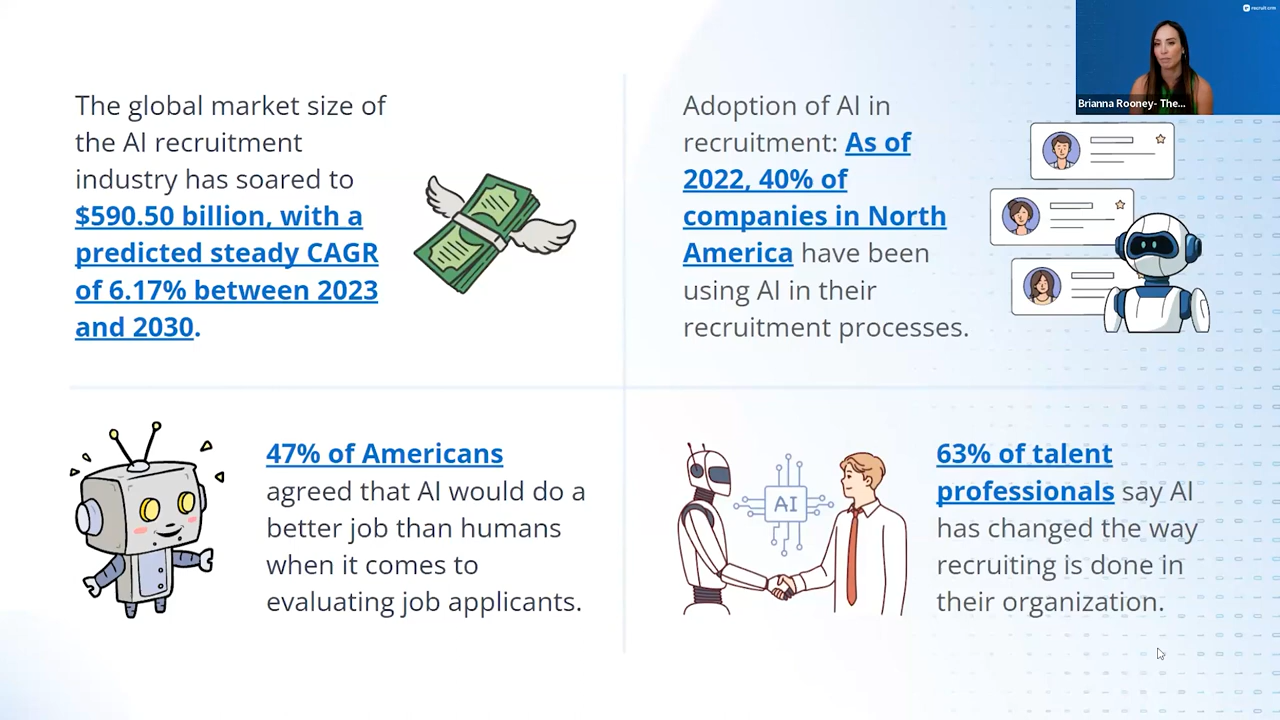 The global market size of
the AI recruitment
industry has soared to
$590.50 billion, with a
predicted steady CAGR
of 6.17% between 2023
and 2030.
Adoption of AI in
recruitment: As of
2022, 40% of
companies in North
America have been
using AI in their
recruitment processes.
recruit crm
Brianna Rooney- The...
47% of Americans
agreed that AI would do a
better job than humans
when it comes to
evaluating job applicants.
AI
63% of talent
professionals say AI
has changed the way
recruiting is done in
their organization.